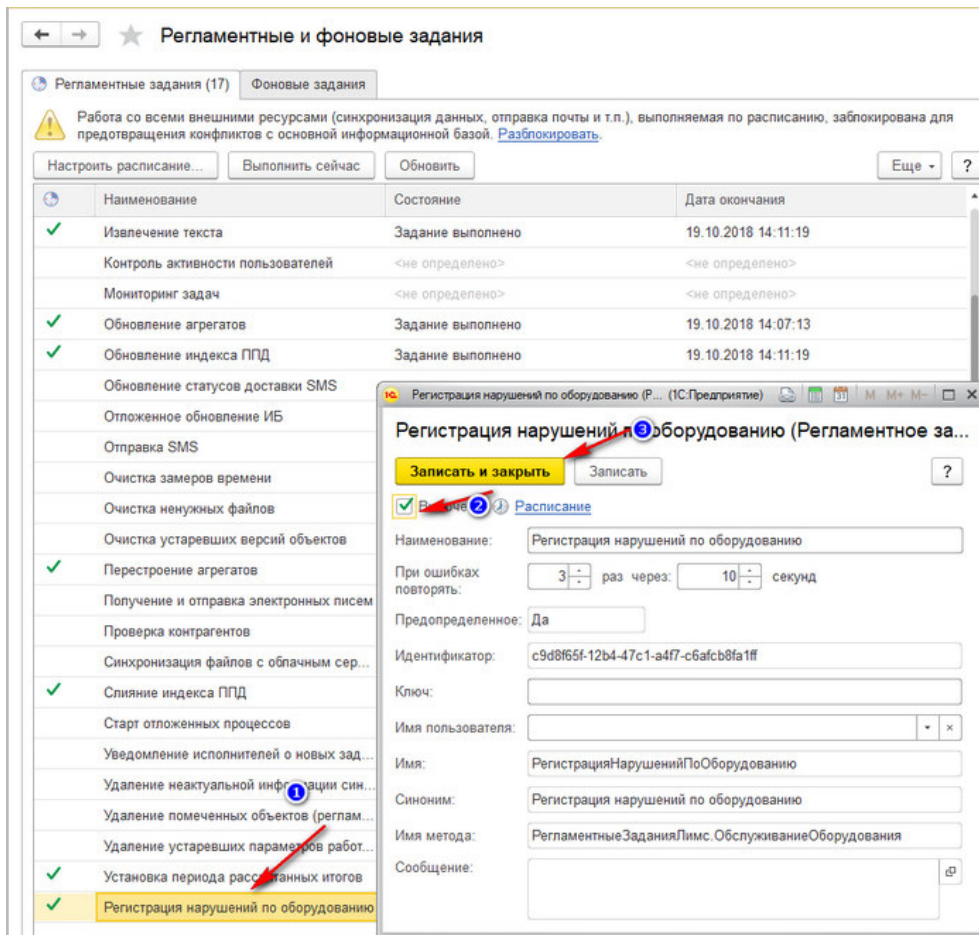 Регламентные и фоновые задания
Регламентные задания (17) Фоновые задания
Работа со всеми внешними ресурсами (синхронизация данных, отправка почты и т.п.), выполняемая по расписанию, заблокирована для
предотвращения конфликтов с основной информационной базой. Разблокировать.
Настроить расписание... Выполнить сейчас Обновить Еще ?
Наименование Состояние Дата окончания
Извлечение текста Задание выполнено 19.10.2018 14:11:19
Контроль активности пользователей <не определено> <не определено>
Мониторинг задач <не определено> <не определено>
Обновление агрегатов Задание выполнено 19.10.2018 14:07:13
Обновление индекса ППД Задание выполнено 19.10.2018 14:11:19
Обновление статусов доставки SMS
Отложенное обновление ИБ
Отправка SMS
Очистка замеров времени
Очистка ненужных файлов
Очистка устаревших версий объектов
Перестроение агрегатов
Получение и отправка электронных писем
Проверка контрагентов
Синхронизация файлов с облачным сер...
Слияние индекса ППД
Старт отложенных процессов
Уведомление исполнителей о новых зад...
Удаление неактуальной информации син...
1
Удаление помеченных объектов (реглам...
Удаление устаревших параметров работ...
Установка периода рассчитанных итогов
Регистрация нарушений по оборудованию
Регистрация нарушений по оборудованию (Р... (1С:Предприятие) 31 M M+ M-
Регистрация нарушений по оборудованию (Регламентное за...
3
Записать и закрыть Записать ?
2 Расписание
Наименование: Регистрация нарушений по оборудованию
При ошибках
повторять: 3 раз через: 10 секунд
Предопределенное: Да
Идентификатор: c9d8f65f-12b4-47c1-a4f7-c6afcb8fa1ff
Ключ:
Имя пользователя:
Имя: РегистрацияНарушенийПоОборудованию
Синоним: Регистрация нарушений по оборудованию
Имя метода: РегламентныеЗаданияЛимс.ОбслуживаниеОборудования
Сообщение: